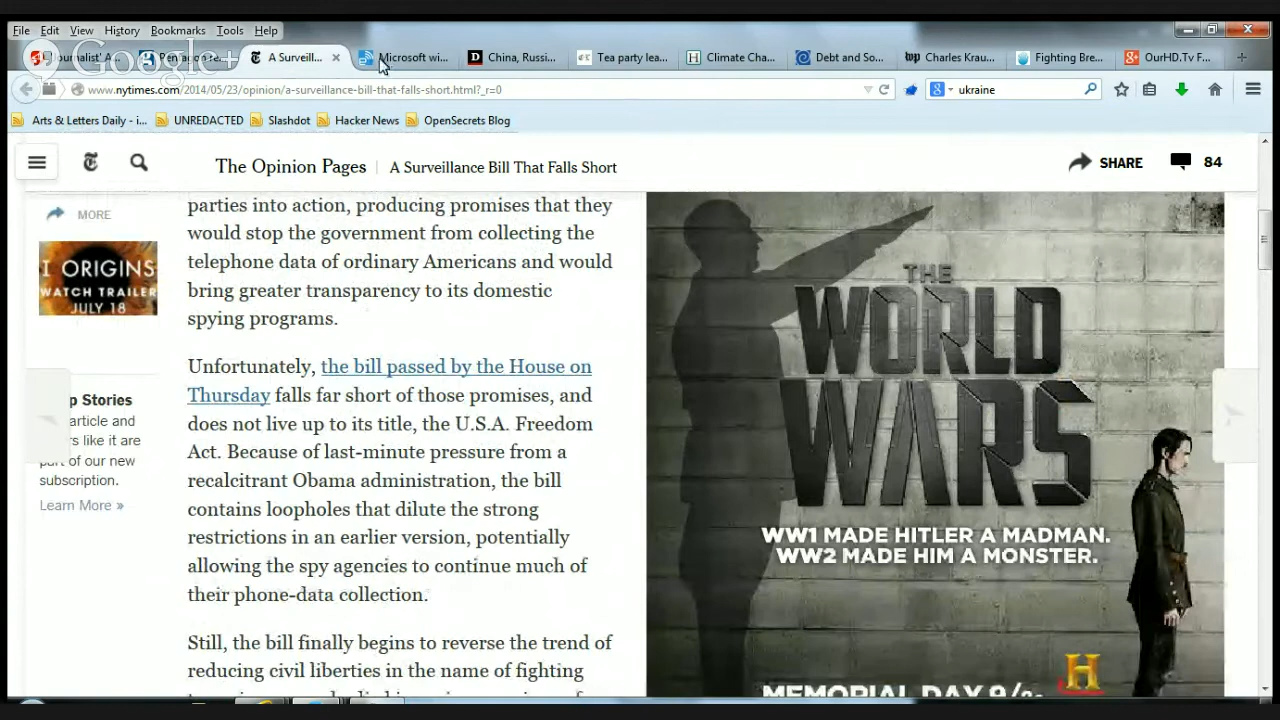 File Edit View History Bookmarks Tools Help
Google+
Journalist' A... Pentagon re... A Surveill... Microsoft wi... China, Russi... Tea party lea... Climate Cha... Debt and So... wp Charles Krau... Fighting Bre... OurHD.Tv F...
www.nytimes.com/2014/05/23/opinion/a-surveillance-bill-that-falls-short.html?_r=0
ukraine
Arts & Letters Daily - i... UNREDACTED Slashdot Hacker News OpenSecrets Blog
The Opinion Pages | A Surveillance Bill That Falls Short
SHARE 84
MORE
I ORIGINS
WATCH TRAILER
JULY 18
p Stories
article and
rs like it are
part of our new
subscription.
Learn More »
parties into action, producing promises that they
would stop the government from collecting the
telephone data of ordinary Americans and would
bring greater transparency to its domestic
spying programs.
Unfortunately, the bill passed by the House on
Thursday falls far short of those promises, and
does not live up to its title, the U.S.A. Freedom
Act. Because of last-minute pressure from a
recalcitrant Obama administration, the bill
contains loopholes that dilute the strong
restrictions in an earlier version, potentially
allowing the spy agencies to continue much of
their phone-data collection.
Still, the bill finally begins to reverse the trend of
reducing civil liberties in the name of fighting
THE
WORLD
WARS
WW1 MADE HITLER A MADMAN.
WW2 MADE HIM A MONSTER.
H
MEMORIAL DAY 9/